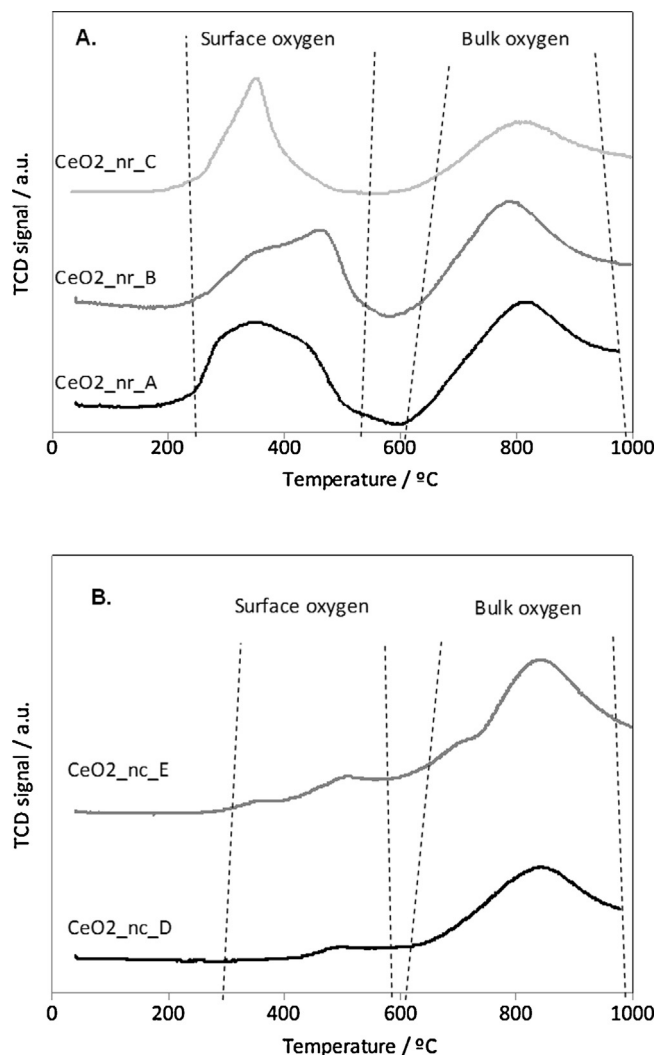 A.
Surface oxygen
Bulk oxygen
CeO2_nr_C
CeO2_nr_B
CeO2_nr_A
TCD signal / a.u.
0 200 400 600 800 1000
Temperature / ºC
B.
Surface oxygen
Bulk oxygen
CeO2_nc_E
CeO2_nc_D
TCD signal / a.u.
0 200 400 600 800 1000
Temperature / ºC